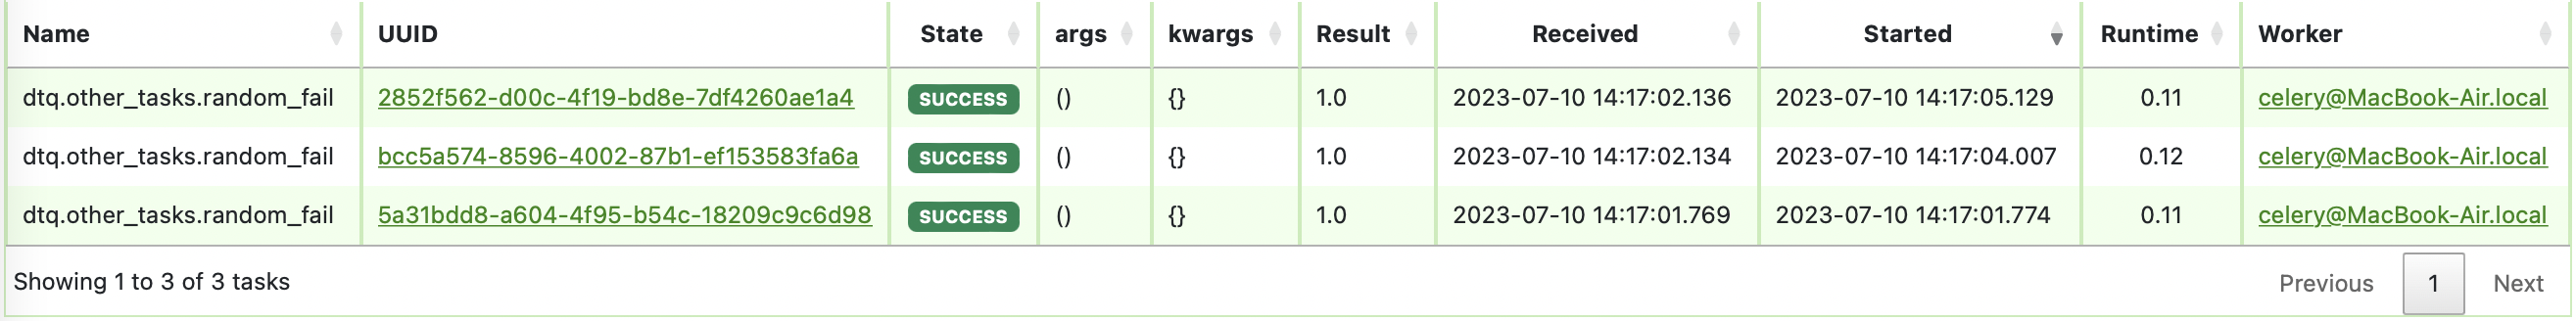 Name UUID State args kwargs Result Received Started Runtime Worker
dtq.other_tasks.random_fail 2852f562-d00c-4f19-bd8e-7df4260ae1a4 SUCCESS () {} 1.0 2023-07-10 14:17:02.136 2023-07-10 14:17:05.129 0.11 celery@MacBook-Air.local
dtq.other_tasks.random_fail bcc5a574-8596-4002-87b1-ef153583fa6a SUCCESS () {} 1.0 2023-07-10 14:17:02.134 2023-07-10 14:17:04.007 0.12 celery@MacBook-Air.local
dtq.other_tasks.random_fail 5a31bdd8-a604-4f95-b54c-18209c9c6d98 SUCCESS () {} 1.0 2023-07-10 14:17:01.769 2023-07-10 14:17:01.774 0.11 celery@MacBook-Air.local
Showing 1 to 3 of 3 tasks Previous 1 Next